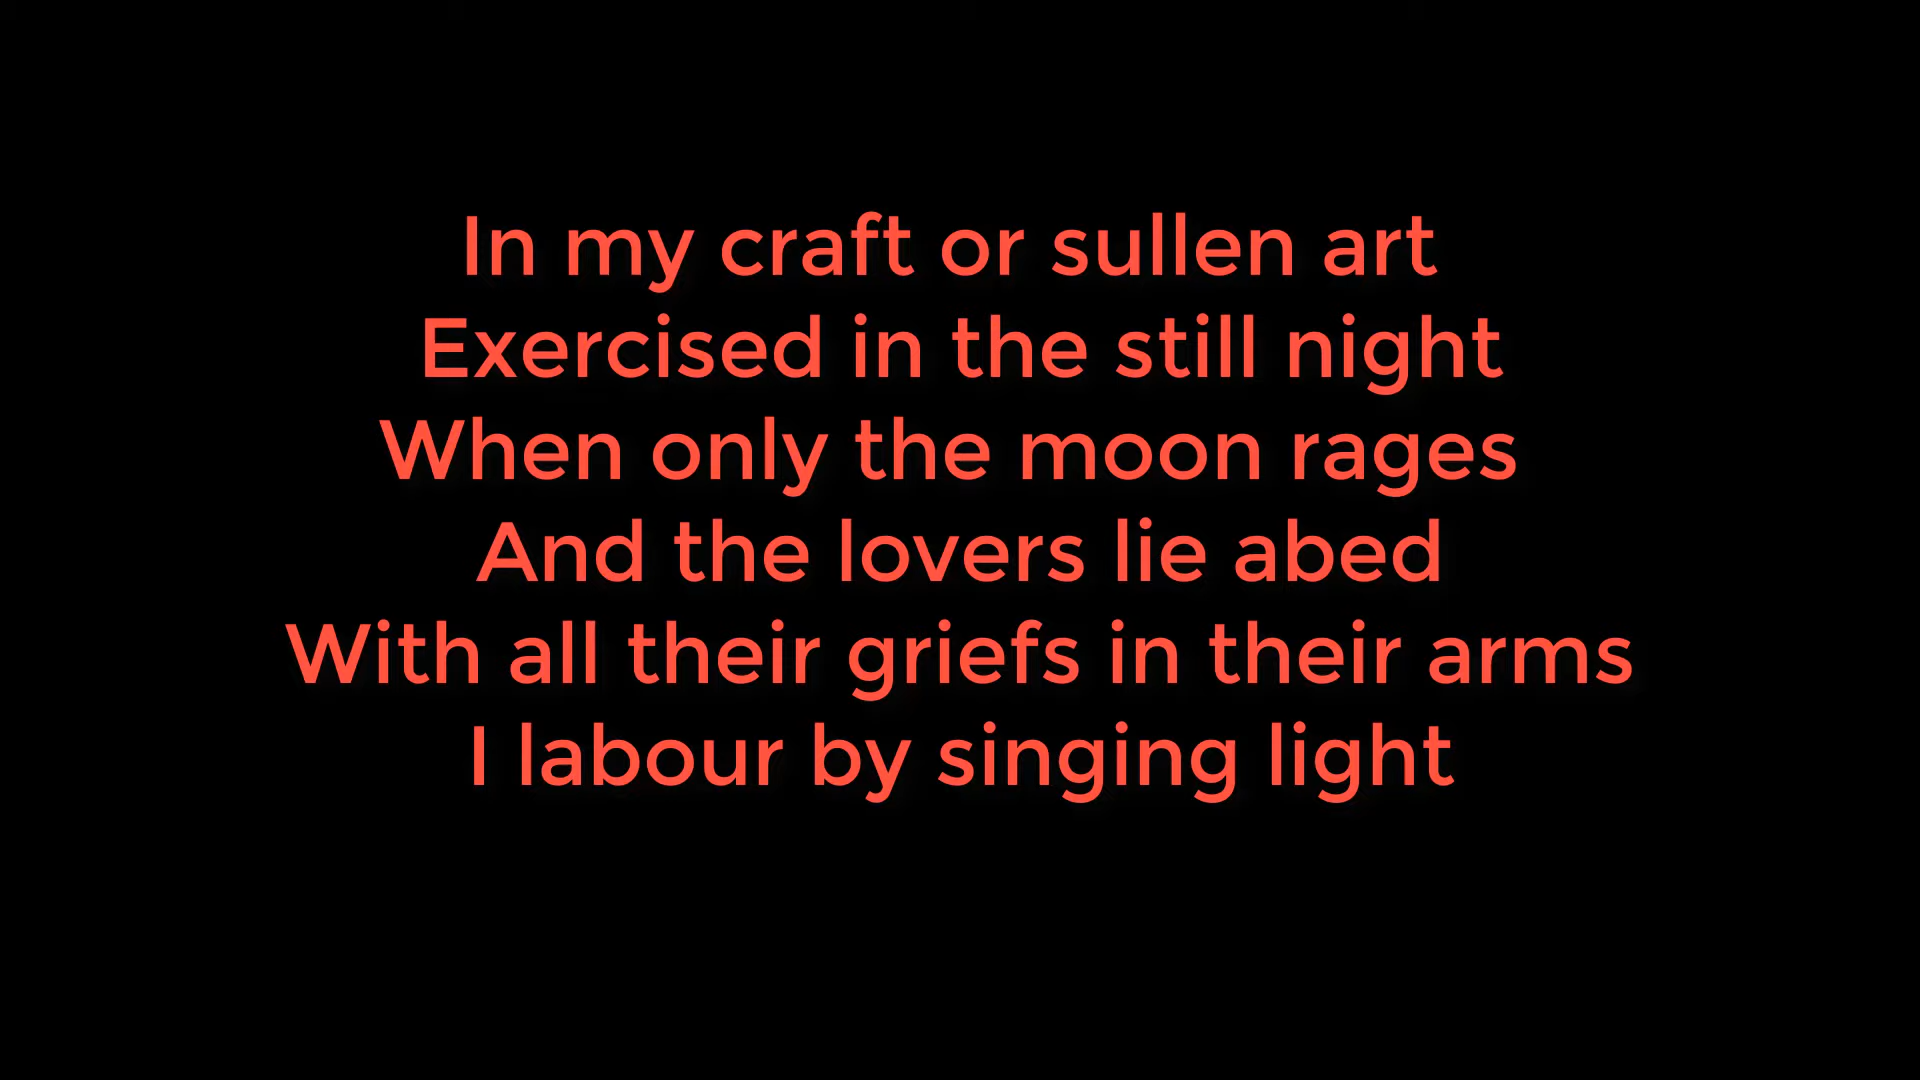 In my craft or sullen art
Exercised in the still night
When only the moon rages
And the lovers lie abed
With all their griefs in their arms
I labour by singing light